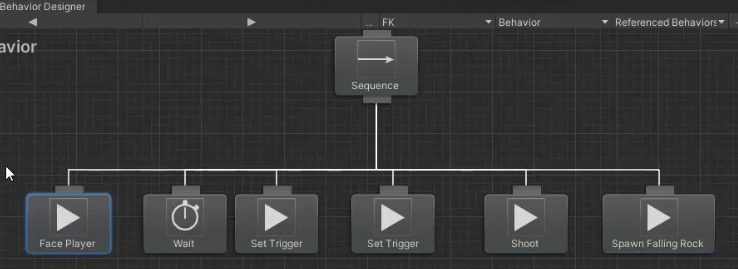 Behavior Designer
... FK Behavior Referenced Behaviors
avior
Sequence
Face Player Wait Set Trigger Set Trigger Shoot Spawn Falling Rock